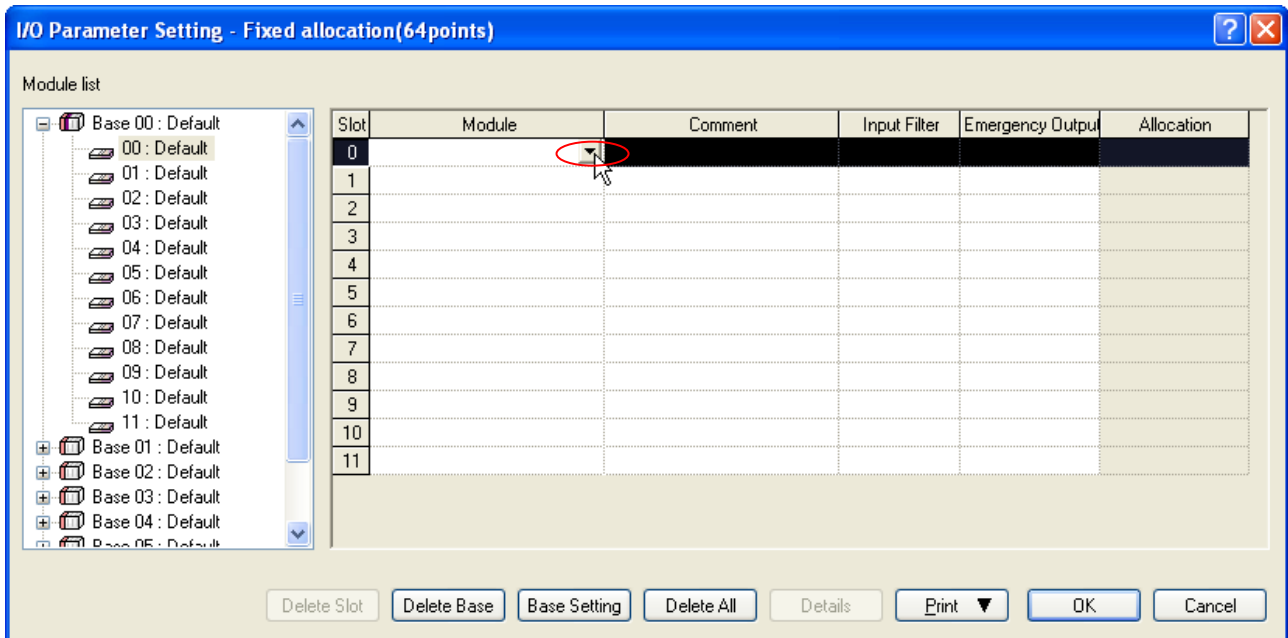 I/O Parameter Setting - Fixed allocation(64points)
Module list
Base 00 : Default
00 : Default
01 : Default
02 : Default
03 : Default
04 : Default
05 : Default
06 : Default
07 : Default
08 : Default
09 : Default
10 : Default
11 : Default
Base 01 : Default
Base 02 : Default
Base 03 : Default
Base 04 : Default
Base 05 : Default
Slot Module Comment Input Filter Emergency Output Allocation
0
1
2
3
4
5
6
7
8
9
10
11
Delete Slot Delete Base Base Setting Delete All Details Print ▼ OK Cancel